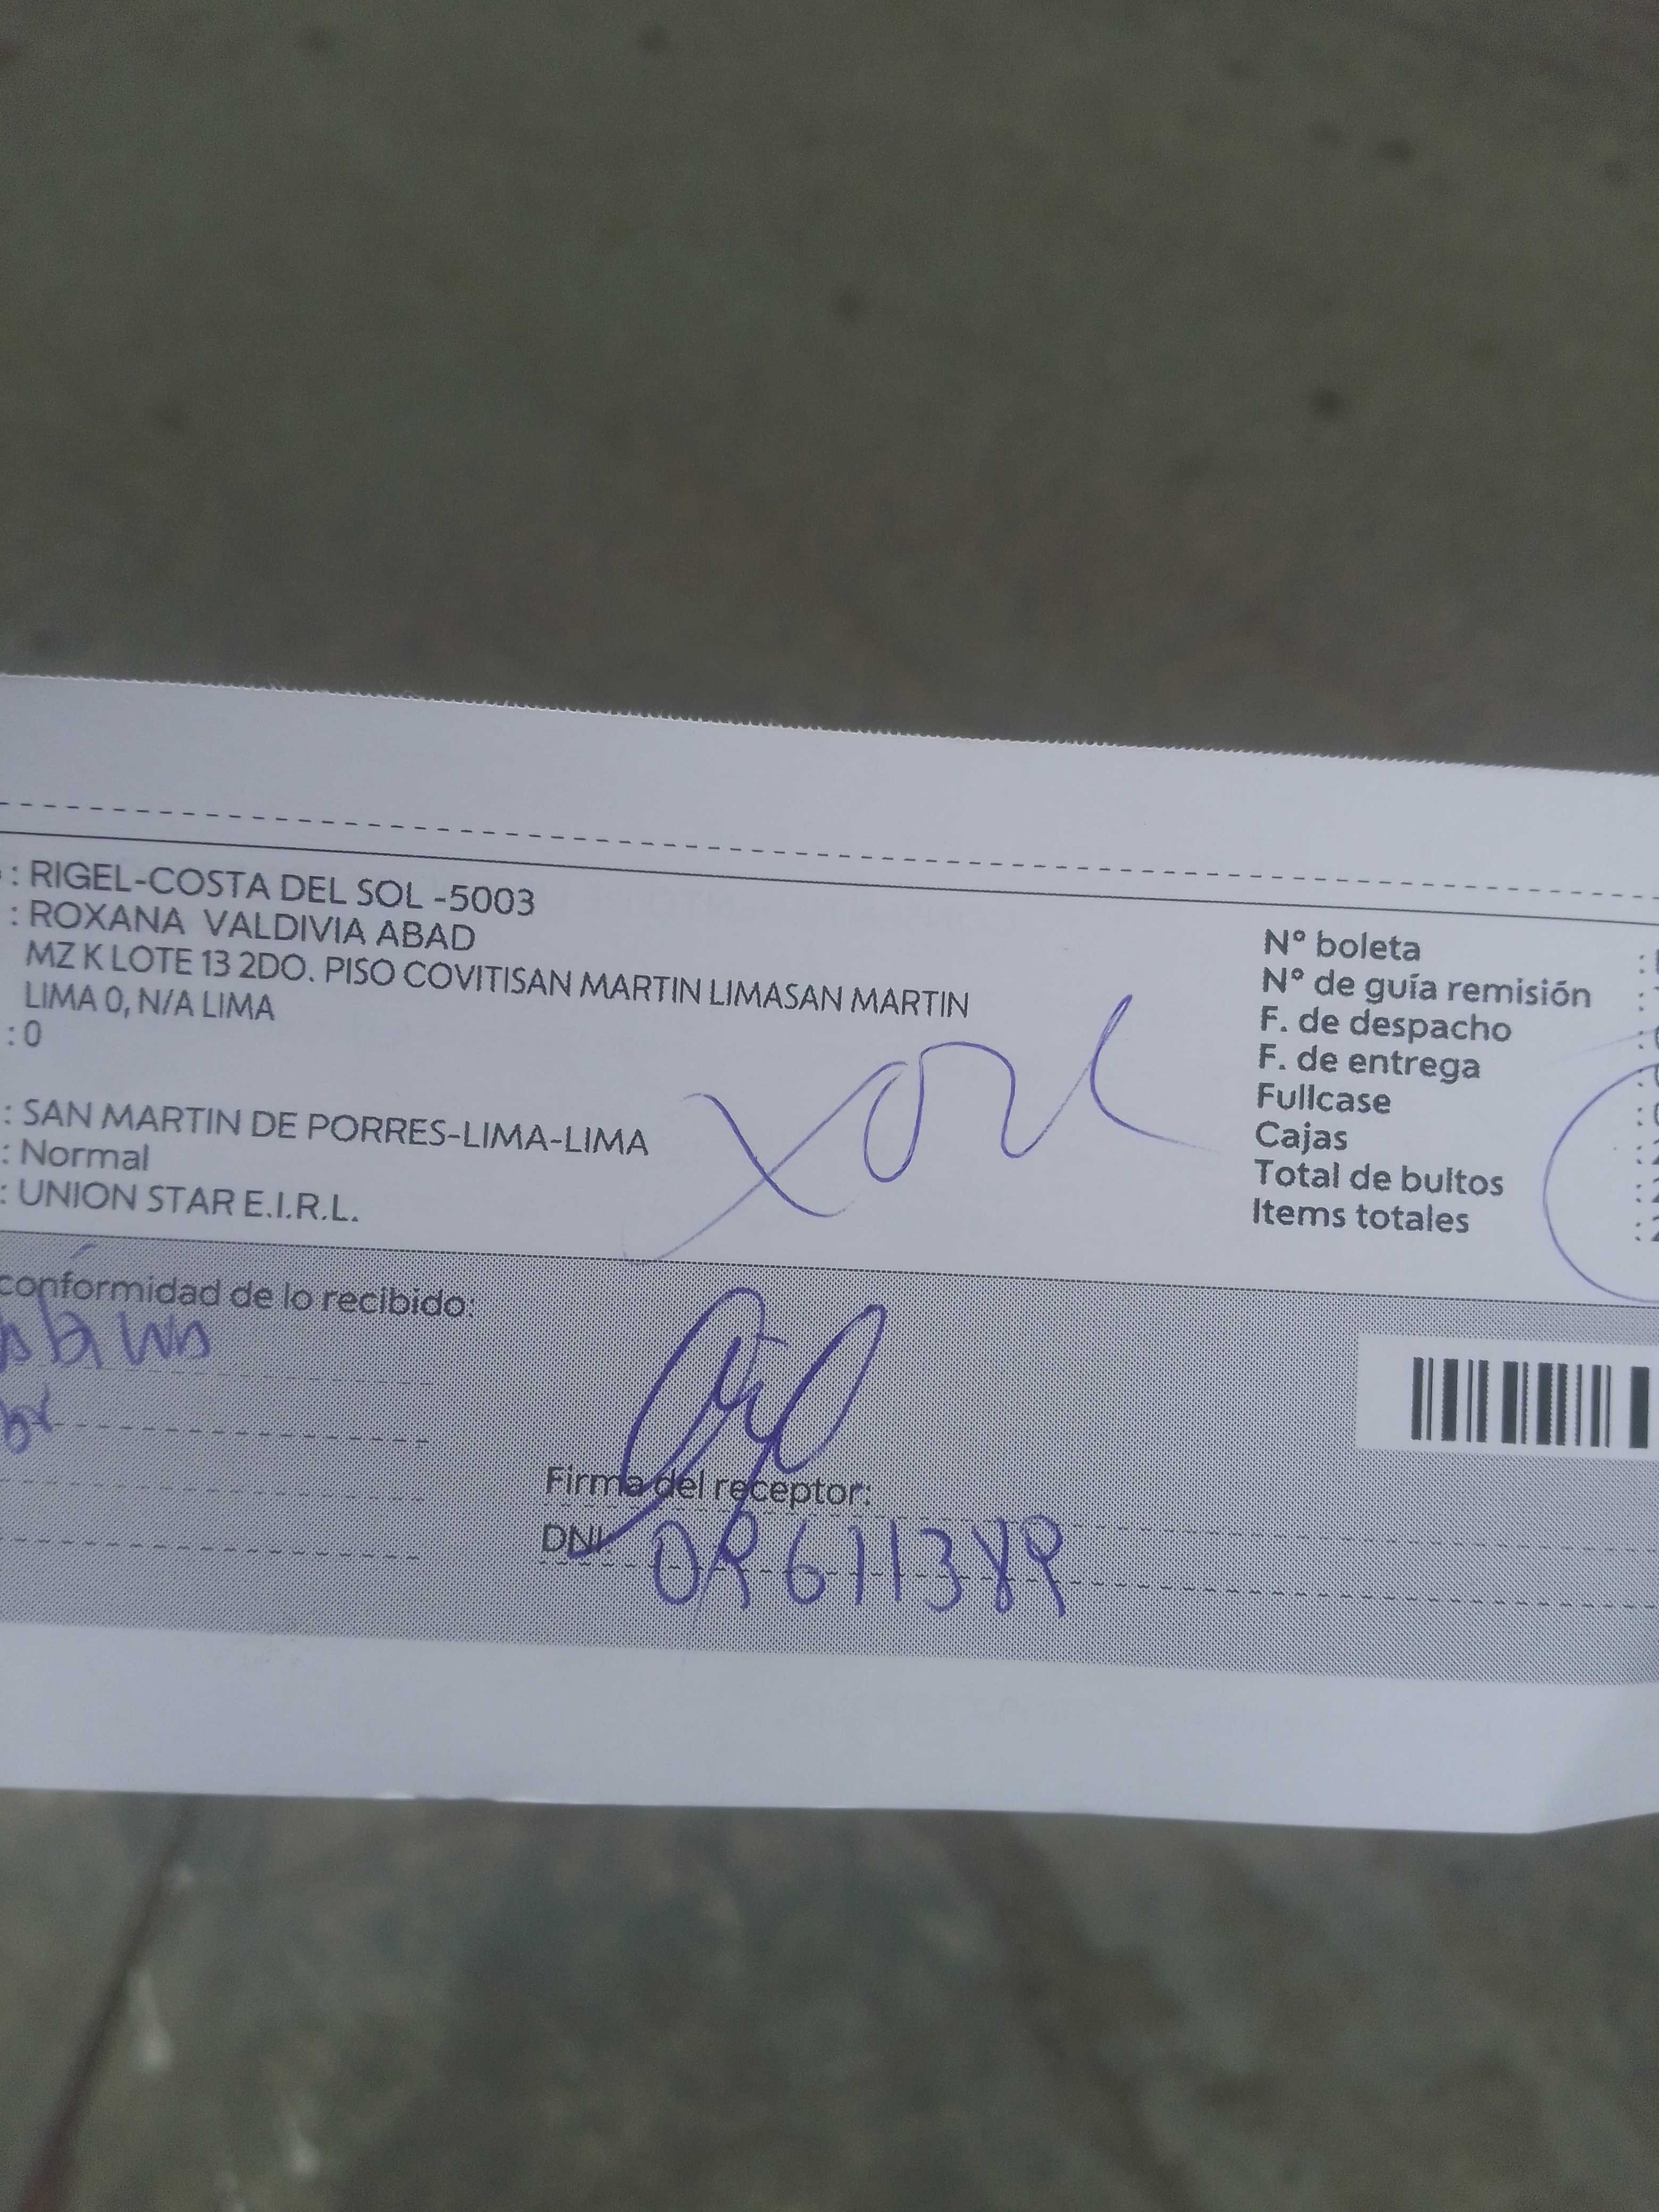 : RIGEL-COSTA DEL SOL -5003
: ROXANA VALDIVIA ABAD
MZ K LOTE 13 2DO. PISO COVITISAN MARTIN LIMASAN MARTIN
LIMA 0, N/A LIMA
: 0
: SAN MARTIN DE PORRES-LIMA-LIMA
: Normal
: UNION STAR E.I.R.L.
N° boleta :
N° de guía remisión :
F. de despacho :
F. de entrega :
Fullcase :
Cajas :
Total de bultos :
Items totales :
conformidad de lo recibido:
Firma del receptor:
DNI